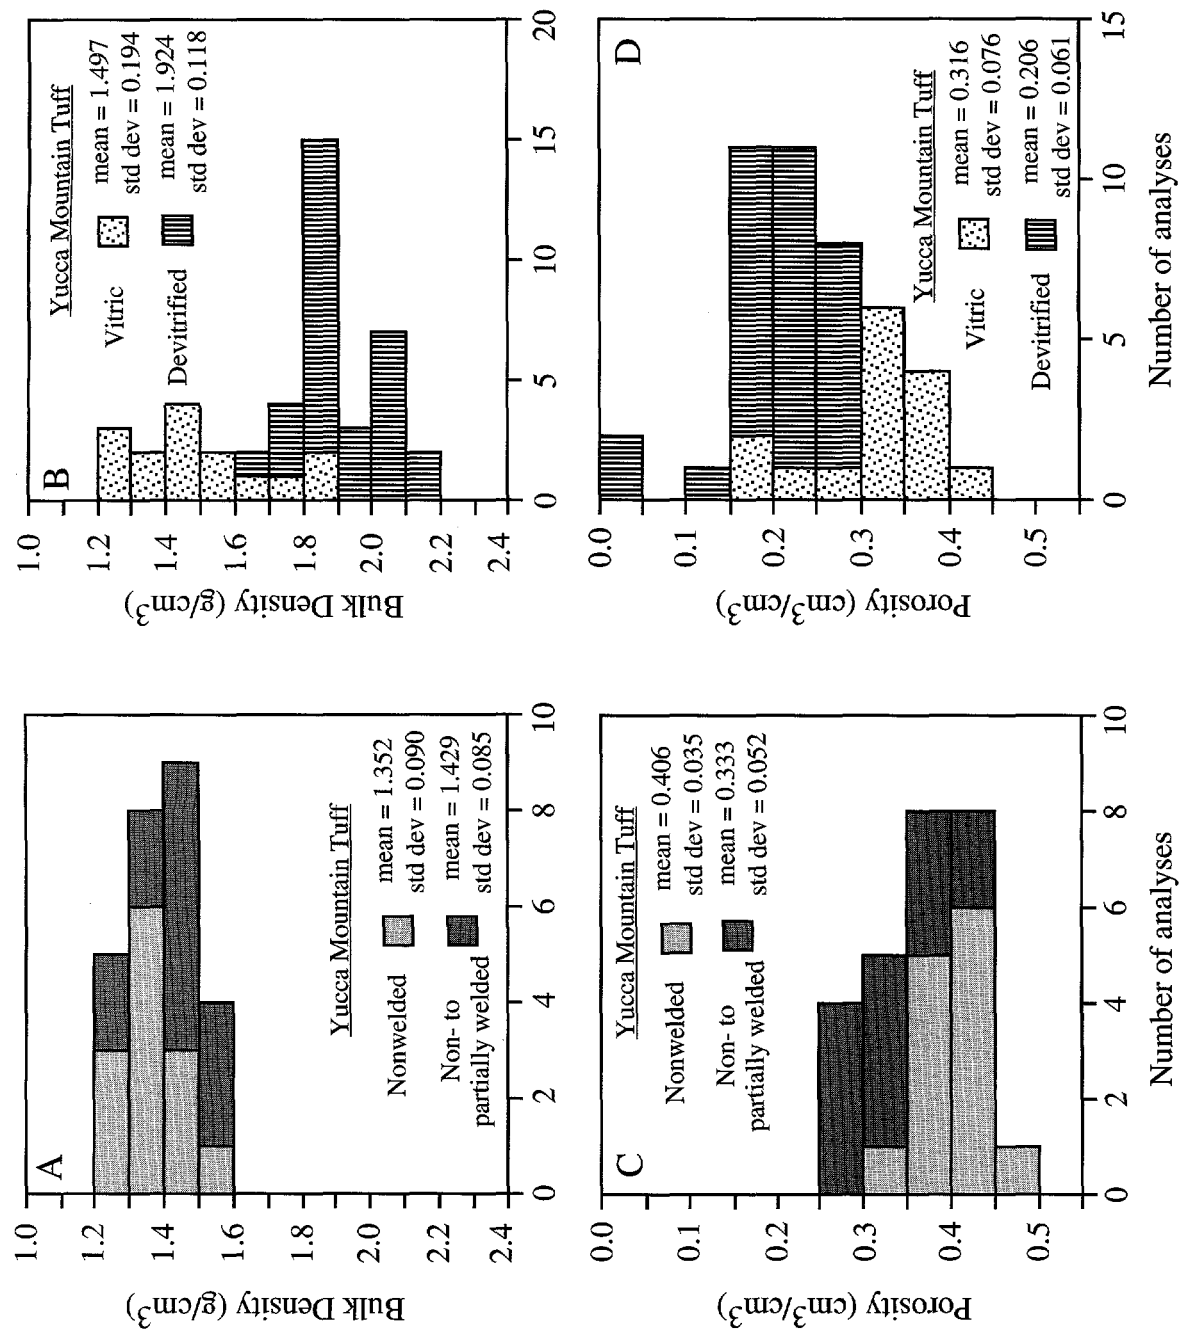 A
1.0
1.2
1.4
1.6
1.8
2.0
2.2
2.4
Bulk Density (g/cm3)
0
2
4
6
8
10
Yucca Mountain Tuff
Nonwelded
mean = 1.352
std dev = 0.090
Non- to
partially welded
mean = 1.429
std dev = 0.085
B
1.0
1.2
1.4
1.6
1.8
2.0
2.2
2.4
Bulk Density (g/cm3)
0
5
10
15
20
Yucca Mountain Tuff
Vitric
mean = 1.497
std dev = 0.194
Devitrified
mean = 1.924
std dev = 0.118
C
0.0
0.1
0.2
0.3
0.4
0.5
Porosity (cm3/cm3)
0
2
4
6
8
10
Number of analyses
Yucca Mountain Tuff
Nonwelded
mean = 0.406
std dev = 0.035
Non- to
partially welded
mean = 0.333
std dev = 0.052
D
0.0
0.1
0.2
0.3
0.4
0.5
Porosity (cm3/cm3)
0
5
10
15
Number of analyses
Yucca Mountain Tuff
Vitric
mean = 0.316
std dev = 0.076
Devitrified
mean = 0.206
std dev = 0.061